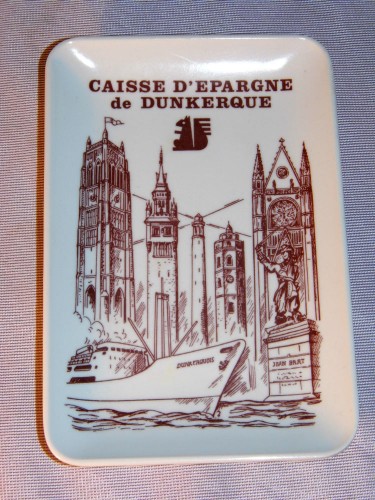 CAISSE D'EPARGNE
de DUNKERQUE
JEAN BART